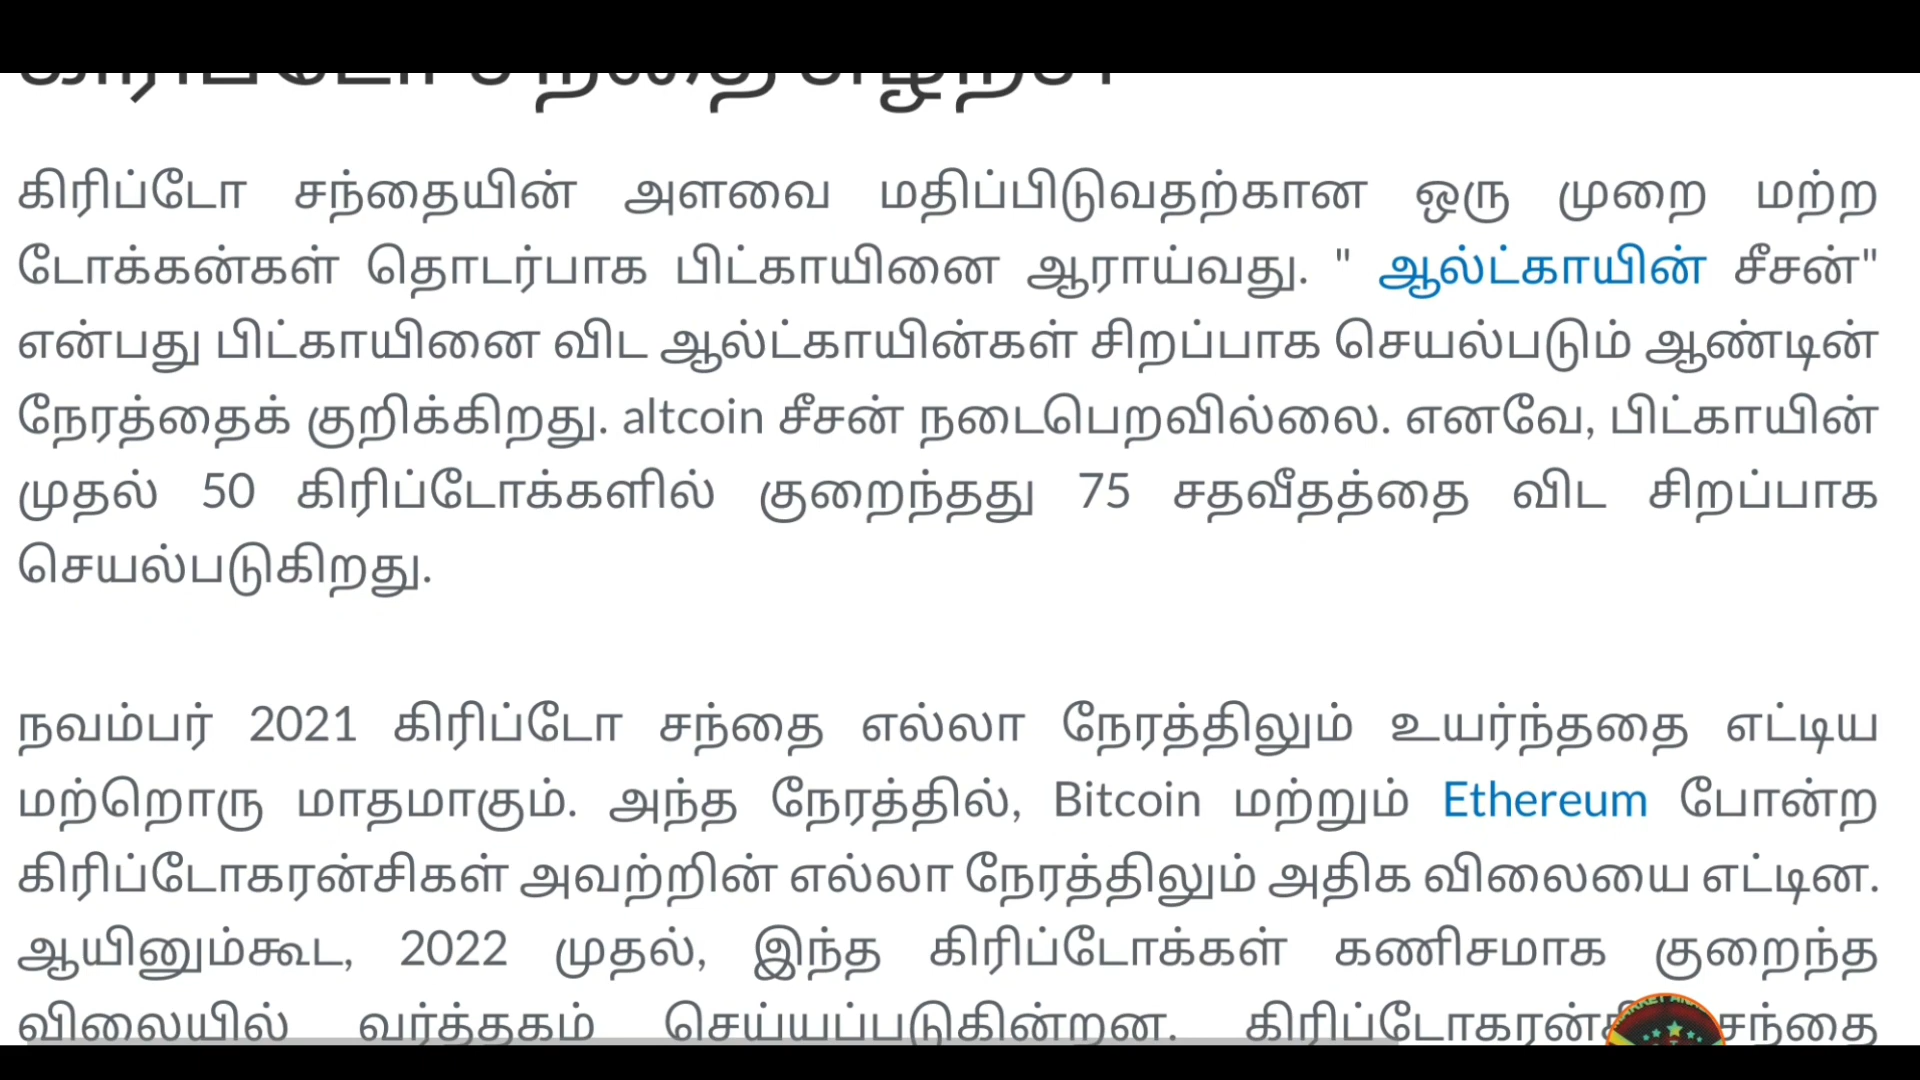 கிரிப்டோ சந்தையின் அளவை மதிப்பிடுவதற்கான ஒரு முறை மற்ற
டோக்கன்கள் தொடர்பாக பிட்காயினை ஆராய்வது. " ஆல்ட்காயின் சீசன்"
என்பது பிட்காயினை விட ஆல்ட்காயின்கள் சிறப்பாக செயல்படும் ஆண்டின்
நேரத்தைக் குறிக்கிறது. altcoin சீசன் நடைபெறவில்லை. எனவே, பிட்காயின்
முதல் 50 கிரிப்டோக்களில் குறைந்தது 75 சதவீதத்தை விட சிறப்பாக
செயல்படுகிறது.
நவம்பர் 2021 கிரிப்டோ சந்தை எல்லா நேரத்திலும் உயர்ந்ததை எட்டிய
மற்றொரு மாதமாகும். அந்த நேரத்தில், Bitcoin மற்றும் Ethereum போன்ற
கிரிப்டோகரன்சிகள் அவற்றின் எல்லா நேரத்திலும் அதிக விலையை எட்டின.
ஆயினும்கூட, 2022 முதல், இந்த கிரிப்டோக்கள் கணிசமாக குறைந்த
விலையில் வர்த்தகம் செய்யப்படுகின்றன. சந்தை